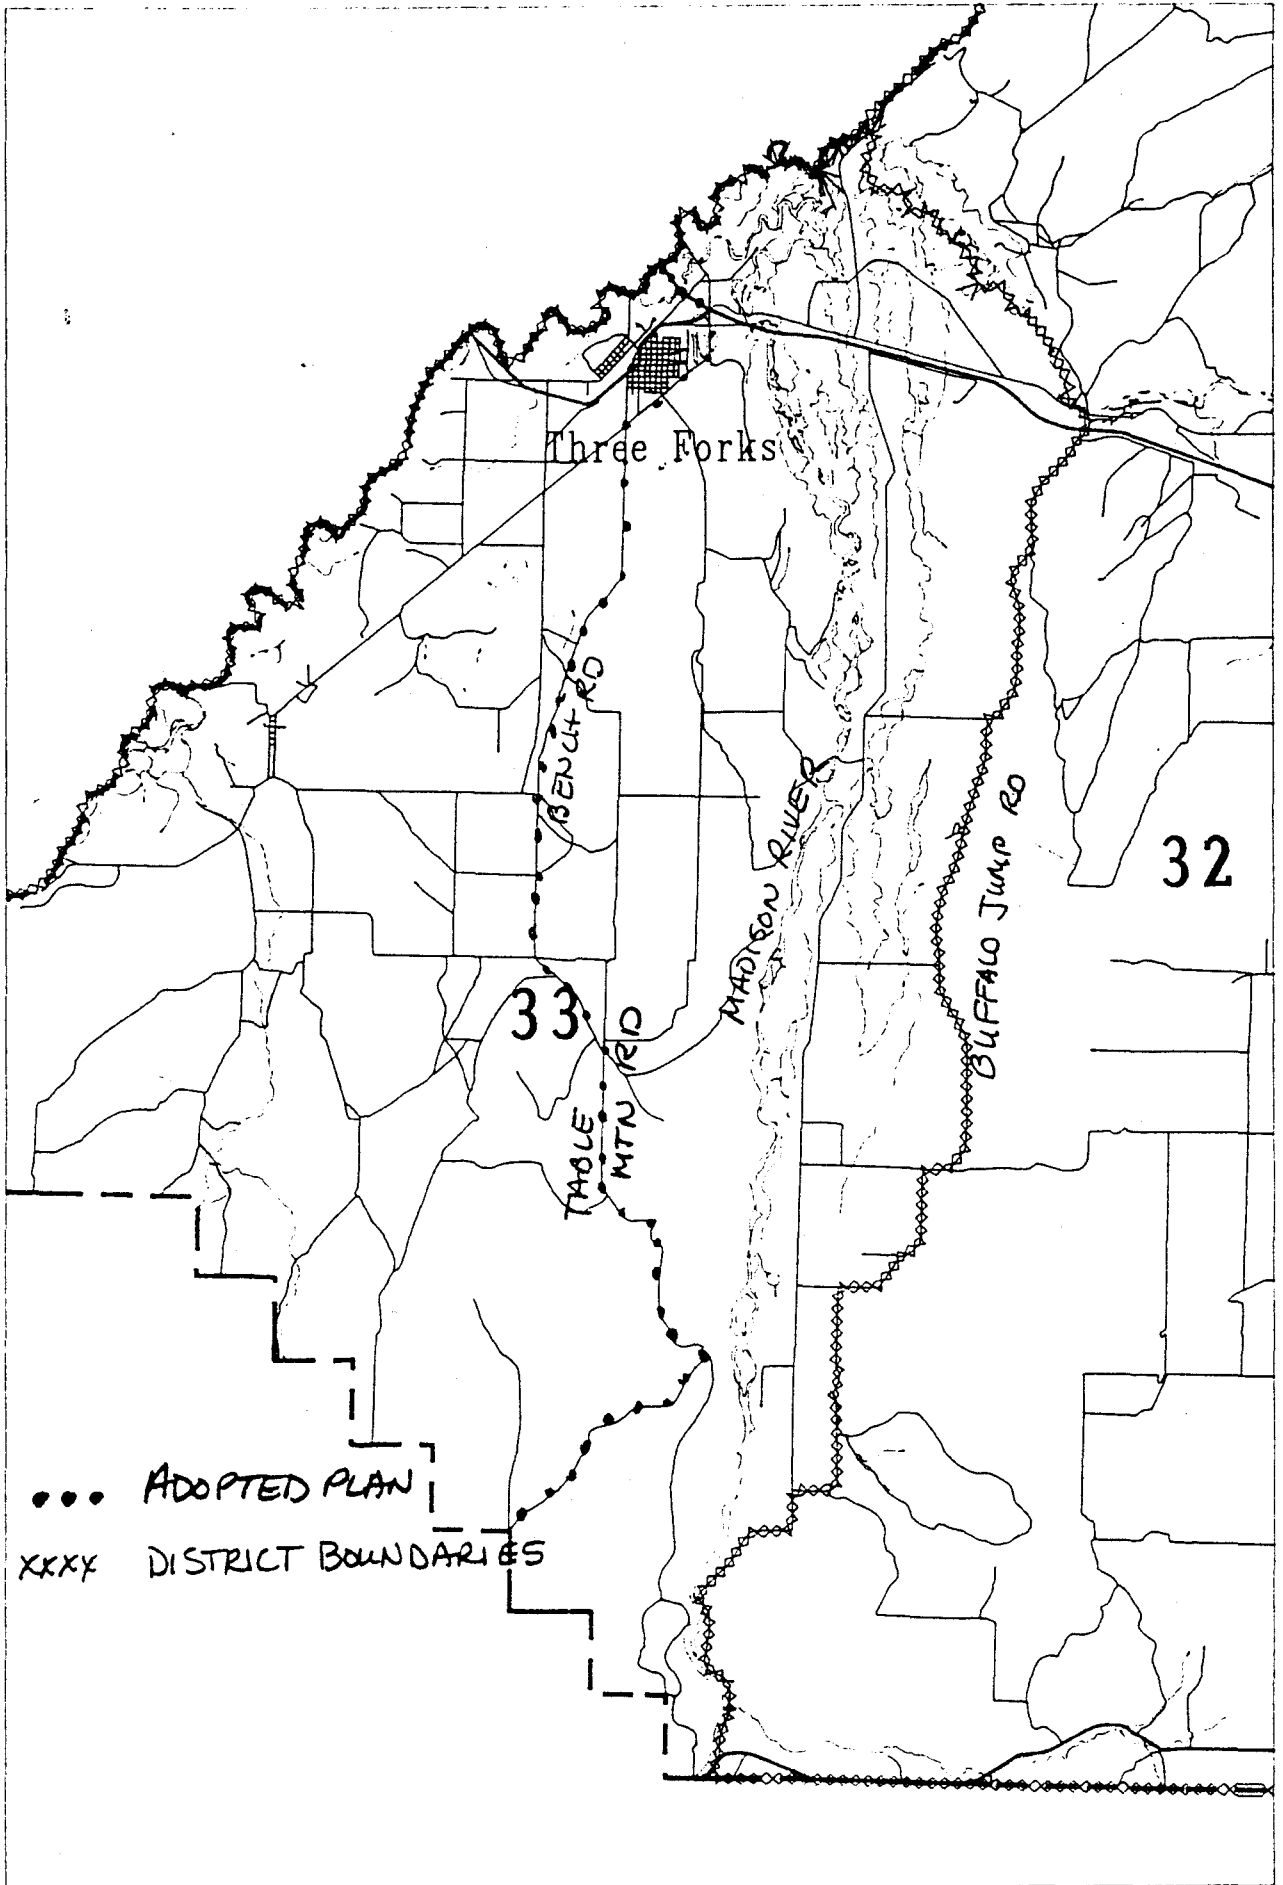 Three Forks
BENCH RD
MADISON RIVER
BUFFALO JUMP RD
32
33
TABLE
MTN RD
••• ADOPTED PLAN
xxxx DISTRICT BOUNDARIES